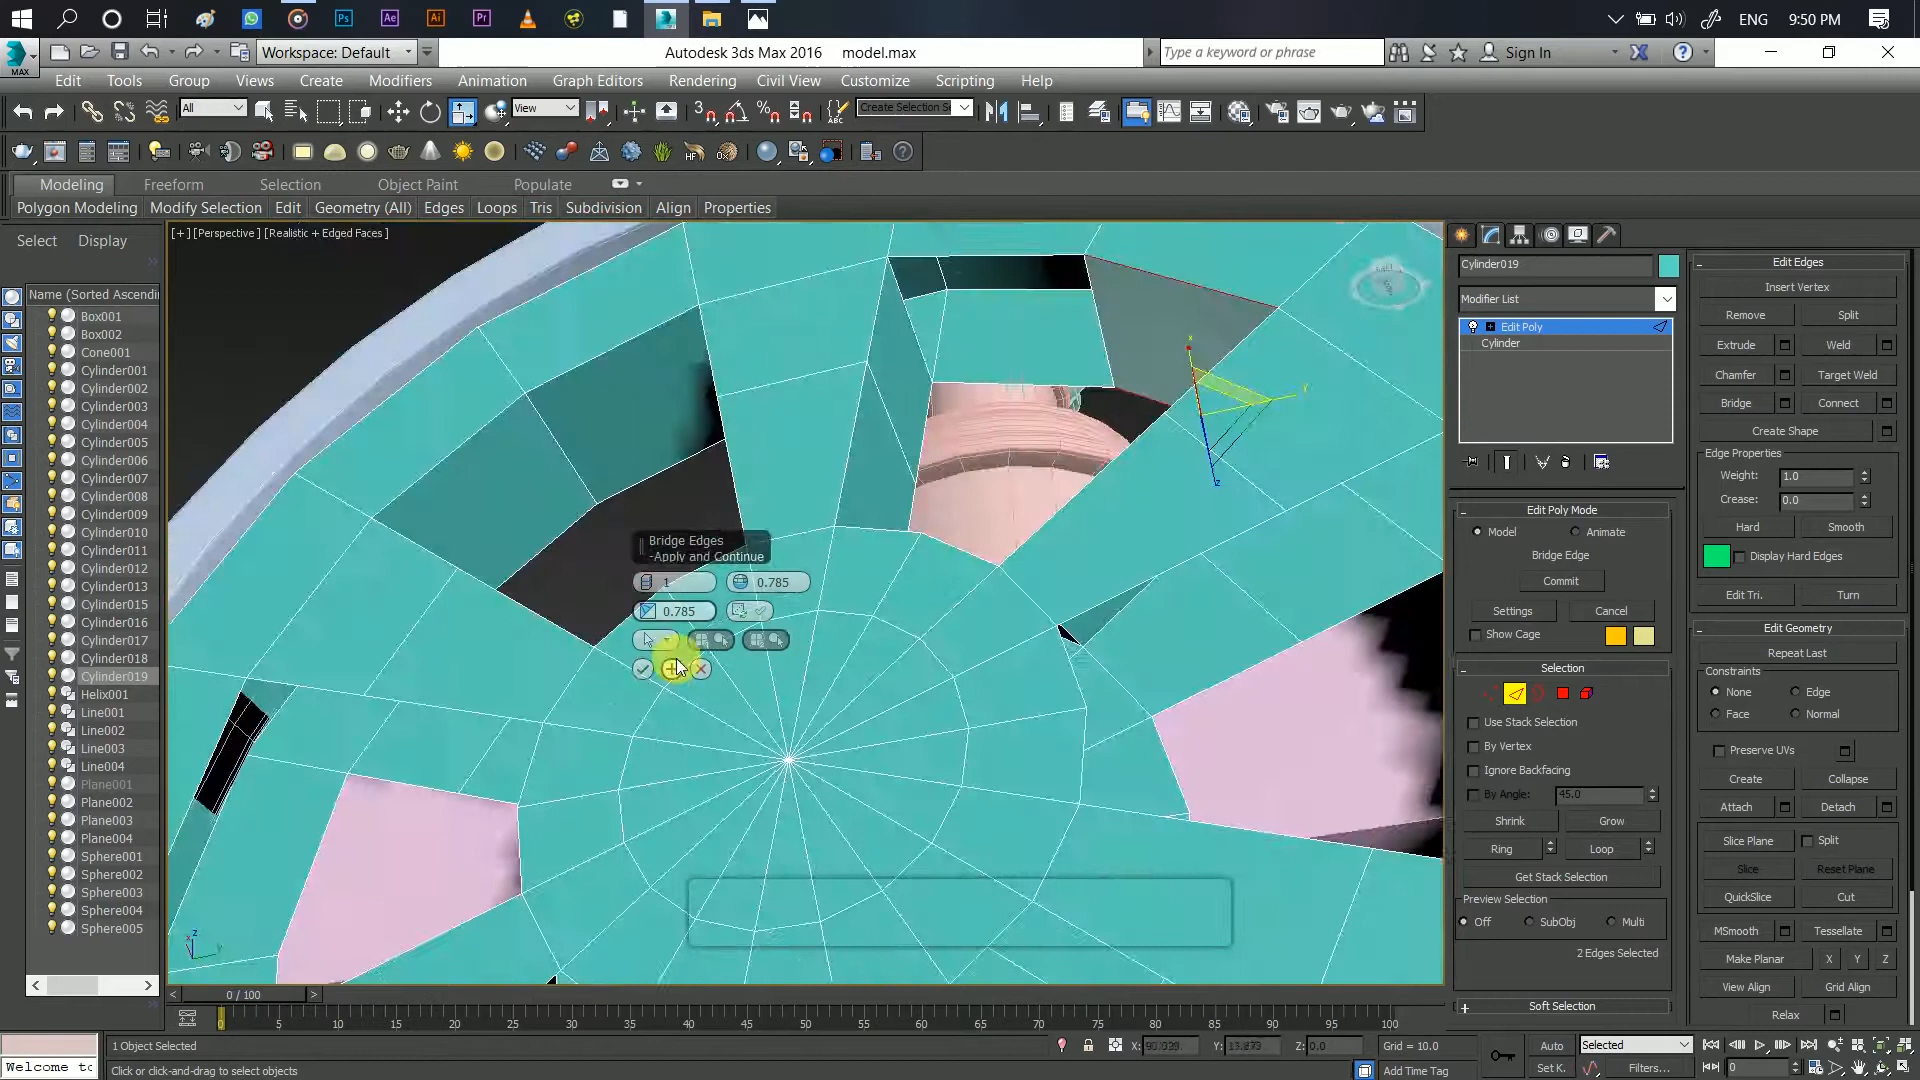 ENG 9:50 PM
Workspace: Default
Autodesk 3ds Max 2016 model.max
Type a keyword or phrase
Sign In
MAX
Edit Tools Group Views Create Modifiers Animation Graph Editors Rendering Civil View Customize Scripting Help
All
View
Create Selection Se
Modeling Freeform Selection Object Paint Populate
Polygon Modeling Modify Selection Edit Geometry (All) Edges Loops Tris Subdivision Align Properties
Select Display
[+] [Perspective] [Realistic + Edged Faces]
Name (Sorted Ascendi
Box001
Box002
Cone001
Cylinder001
Cylinder002
Cylinder003
Cylinder004
Cylinder005
Cylinder006
Cylinder007
Cylinder008
Cylinder009
Cylinder010
Cylinder011
Cylinder012
Cylinder013
Cylinder015
Cylinder016
Cylinder017
Cylinder018
Cylinder019
Helix001
Line001
Line002
Line003
Line004
Plane001
Plane002
Plane003
Plane004
Sphere001
Sphere002
Sphere003
Sphere004
Sphere005
Bridge Edges
-Apply and Continue
1 0.785
0.785
Cylinder019
Modifier List
Edit Poly
Cylinder
Edit Poly Mode
Model Animate
Bridge Edge
Commit
Settings Cancel
Show Cage
Selection
Use Stack Selection
By Vertex
Ignore Backfacing
By Angle: 45.0
Shrink Grow
Ring Loop
Get Stack Selection
Preview Selection
Off SubObj Multi
2 Edges Selected
Soft Selection
Edit Edges
Insert Vertex
Remove Split
Extrude Weld
Chamfer Target Weld
Bridge Connect
Create Shape
Edge Properties
Weight: 1.0
Crease: 0.0
Hard Smooth
Display Hard Edges
Edit Tri. Turn
Edit Geometry
Repeat Last
Constraints
None Edge
Face Normal
Preserve UVs
Create Collapse
Attach Detach
Slice Plane Split
Slice Reset Plane
QuickSlice Cut
MSmooth Tessellate
Make Planar X Y Z
View Align Grid Align
Relax
0 / 100
0 5 10 15 20 25 30 35 40 45 50 55 60 65 70 75 80 85 90 95 100
1 Object Selected
X: Y: Z: 0.0
Grid = 10.0
Auto Selected
Welcome to
Click or click-and-drag to select objects
Add Time Tag
Set K. Filters...
0